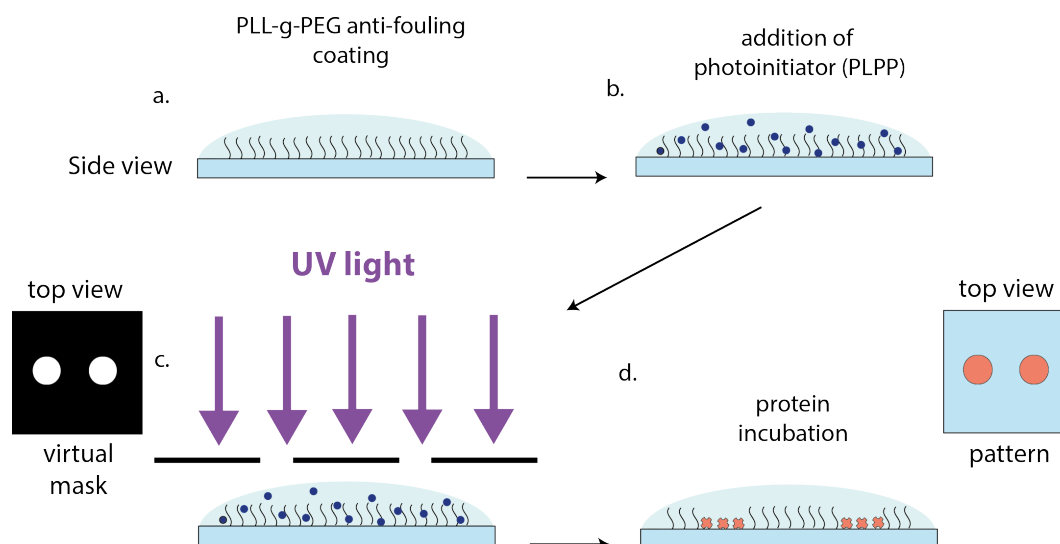 PLL-g-PEG anti-fouling
coating
addition of
photoinitiator (PLPP)
a.
b.
Side view
UV light
top view
top view
c.
d.
protein
incubation
virtual
mask
pattern